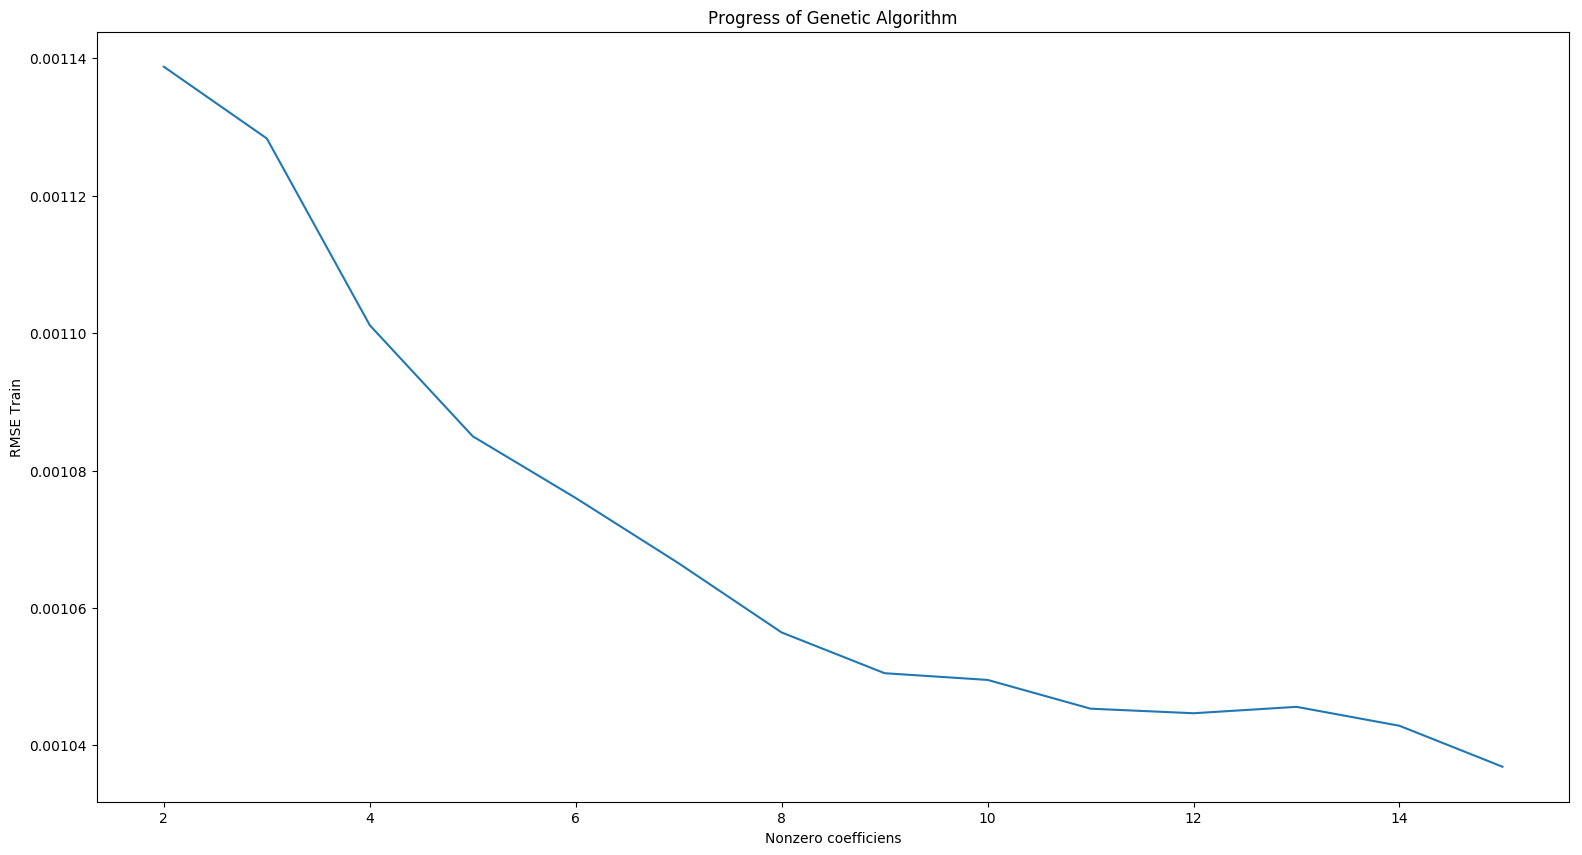 Progress of Genetic Algorithm
0.00114
0.00112
0.00110
0.00108
0.00106
0.00104
RMSE Train
2 4 6 8 10 12 14
Nonzero coefficiens